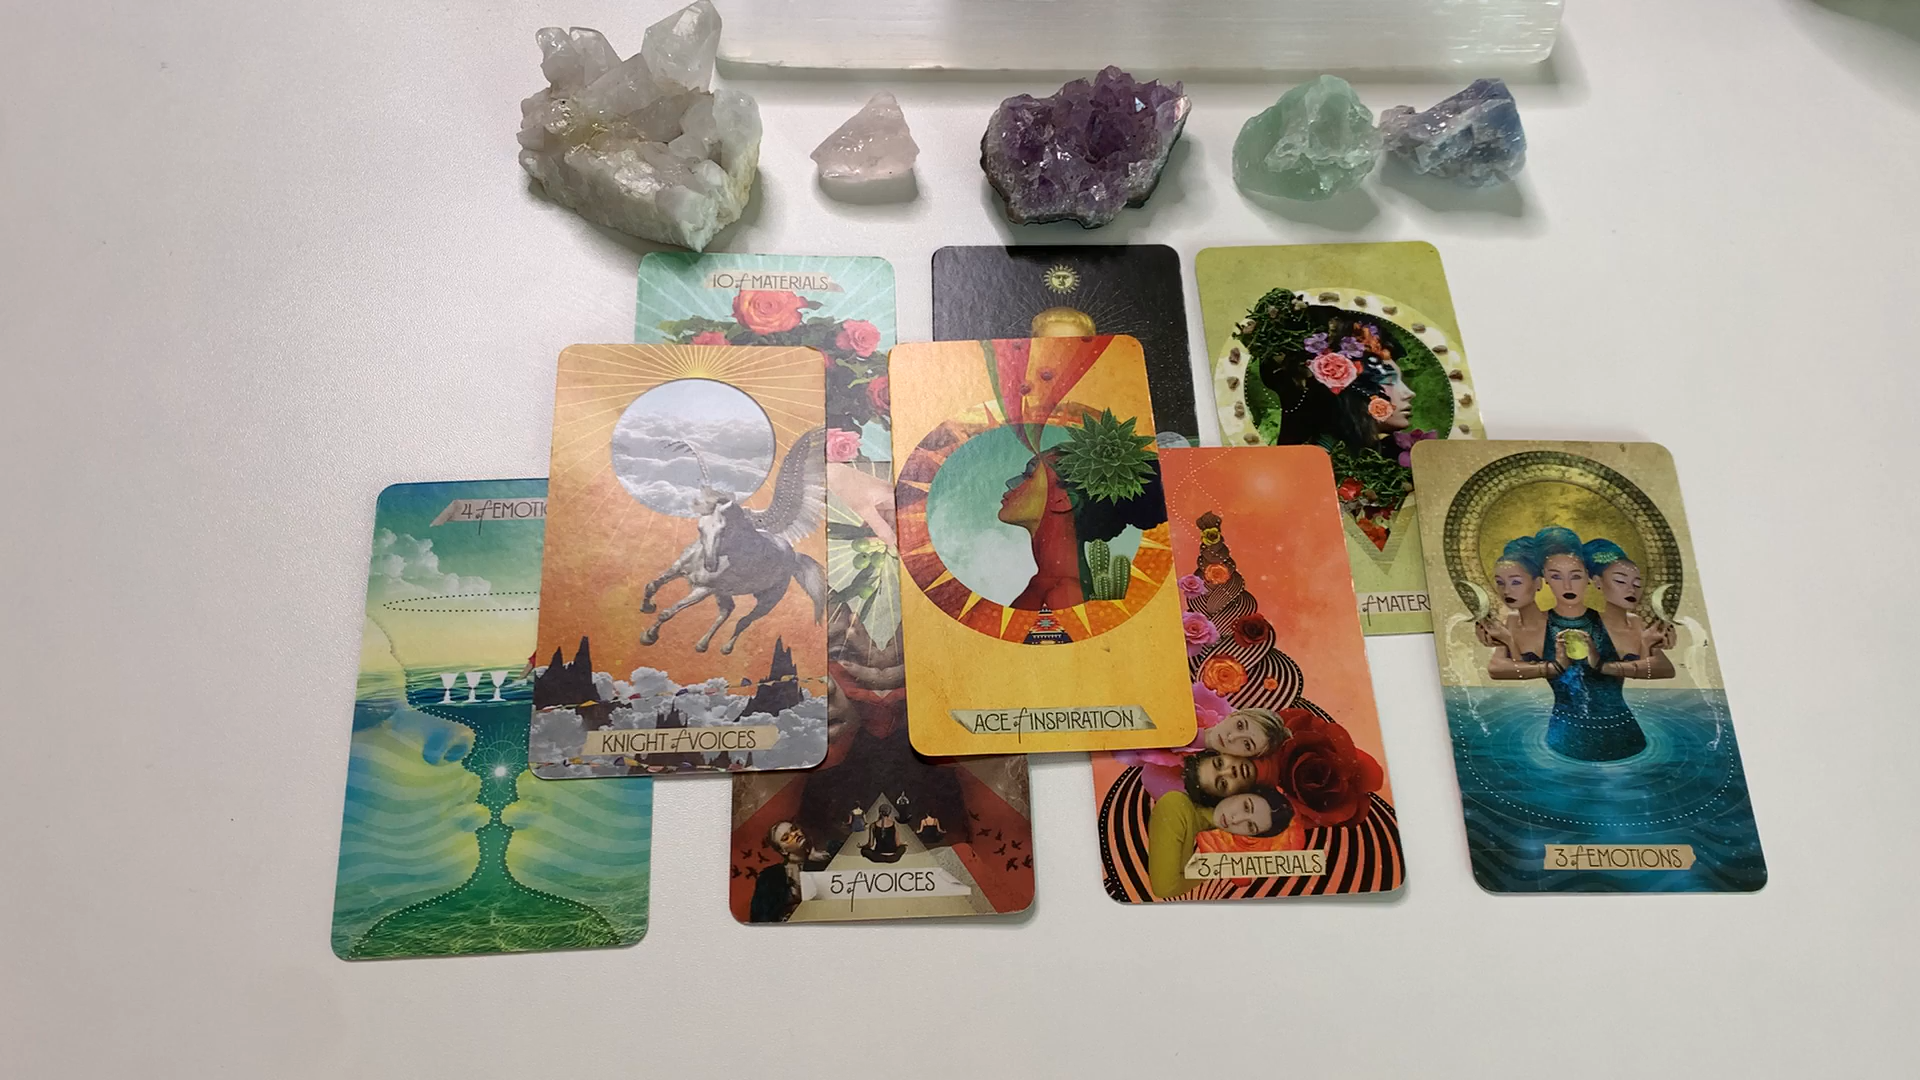 10 of MATERIALS
4 of EMOTIO
of MATERI
KNIGHT of VOICES
ACE of INSPIRATION
5 of VOICES
3 of MATERIALS
3 of EMOTIONS